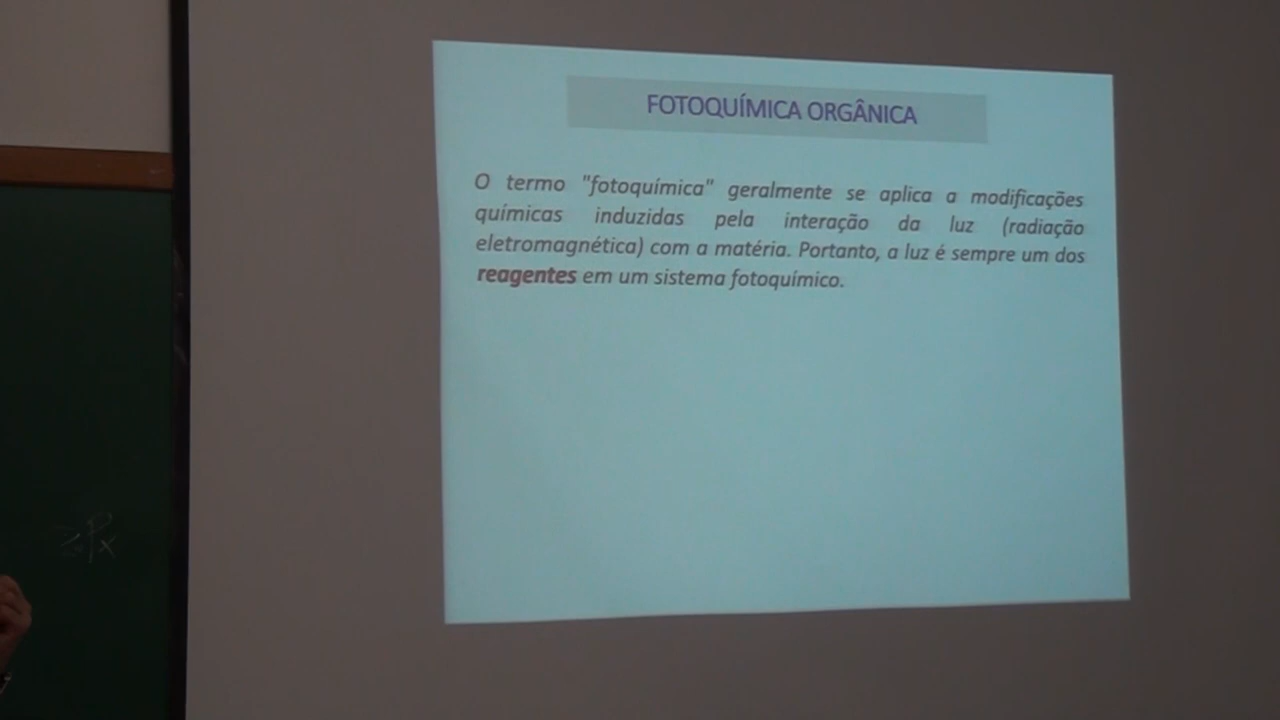 FOTOQUÍMICA ORGÂNICA
O termo "fotoquímica" geralmente se aplica a modificações
químicas induzidas pela interação da luz (radiação
eletromagnética) com a matéria. Portanto, a luz é sempre um dos
reagentes em um sistema fotoquímico.